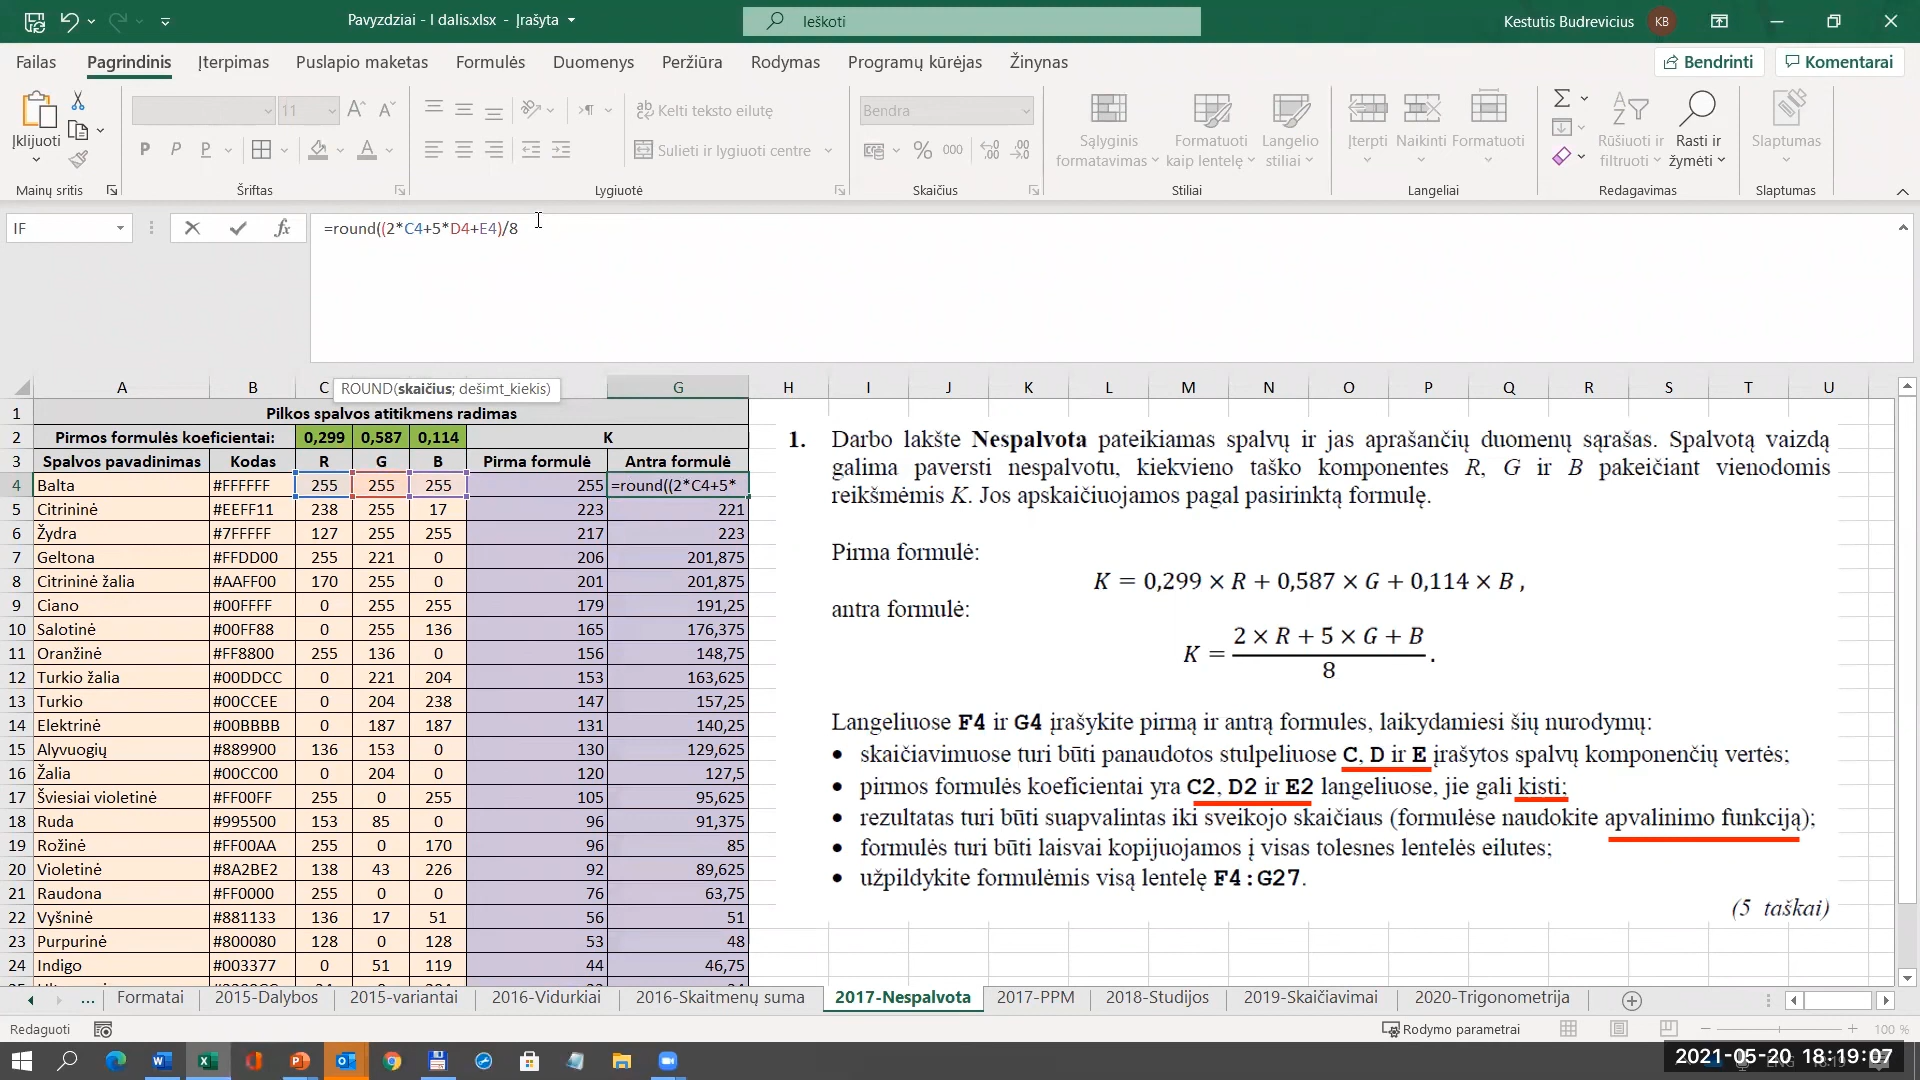 Pavyzdziai - I dalis.xlsx - Įrašyta
Ieškoti
Kestutis Budrevicius KB
Failas Pagrindinis Įterpimas Puslapio maketas Formulės Duomenys Peržiūra Rodymas Programų kūrėjas Žinynas Bendrinti Komentarai
Įklijuoti
Mainų sritis
11
Šriftas
Kelti teksto eilutę
Sulieti ir lygiuoti centre
Lygiuotė
Bendra
% 000
Skaičius
Sąlyginis formatavimas
Formatuoti kaip lentelę
Langelio stiliai
Stiliai
Įterpti Naikinti Formatuoti
Langeliai
Rūšiuoti ir filtruoti
Rasti ir žymėti
Redagavimas
Slaptumas
Slaptumas
IF
=round((2*C4+5*D4+E4)/8
ROUND(skaičius; dešimt_kiekis)
A B C G H I J K L M N O P Q R S T U
1 Pilkos spalvos atitikmens radimas
2 Pirmos formulės koeficientai: 0,299 0,587 0,114 K
3 Spalvos pavadinimas Kodas R G B Pirma formulė Antra formulė
4 Balta #FFFFFF 255 255 255 255 =round((2*C4+5*
5 Citrininė #EEFF11 238 255 17 223 221
6 Žydra #7FFFFF 127 255 255 217 223
7 Geltona #FFDD00 255 221 0 206 201,875
8 Citrininė žalia #AAFF00 170 255 0 201 201,875
9 Ciano #00FFFF 0 255 255 179 191,25
10 Salotinė #00FF88 0 255 136 165 176,375
11 Oranžinė #FF8800 255 136 0 156 148,75
12 Turkio žalia #00DDCC 0 221 204 153 163,625
13 Turkio #00CCEE 0 204 238 147 157,25
14 Elektrinė #00BBBB 0 187 187 131 140,25
15 Alyvuogių #889900 136 153 0 130 129,625
16 Žalia #00CC00 0 204 0 120 127,5
17 Šviesiai violetinė #FF00FF 255 0 255 105 95,625
18 Ruda #995500 153 85 0 96 91,375
19 Rožinė #FF00AA 255 0 170 96 85
20 Violetinė #8A2BE2 138 43 226 92 89,625
21 Raudona #FF0000 255 0 0 76 63,75
22 Vyšninė #881133 136 17 51 56 51
23 Purpurinė #800080 128 0 128 53 48
24 Indigo #003377 0 51 119 44 46,75
1. Darbo lakšte Nespalvota pateikiamas spalvų ir jas aprašančių duomenų sąrašas. Spalvotą vaizdą
galima paversti nespalvotu, kiekvieno taško komponentes R, G ir B pakeičiant vienodomis
reikšmėmis K. Jos apskaičiuojamos pagal pasirinktą formulę.
Pirma formulė:
K = 0,299 × R + 0,587 × G + 0,114 × B ,
antra formulė:
K = 2 × R + 5 × G + B
8 .
Langeliuose F4 ir G4 įrašykite pirmą ir antrą formules, laikydamiesi šių nurodymų:
• skaičiavimuose turi būti panaudotos stulpeliuose C, D ir E įrašytos spalvų komponenčių vertės;
• pirmos formulės koeficientai yra C2, D2 ir E2 langeliuose, jie gali kisti;
• rezultatas turi būti suapvalintas iki sveikojo skaičiaus (formulėse naudokite apvalinimo funkciją);
• formulės turi būti laisvai kopijuojamos į visas tolesnes lentelės eilutes;
• užpildykite formulėmis visą lentelę F4:G27.
(5 taškai)
... Formatai 2015-Dalybos 2015-variantai 2016-Vidurkiai 2016-Skaitmenų suma 2017-Nespalvota 2017-PPM 2018-Studijos 2019-Skaičiavimai 2020-Trigonometrija
Redaguoti Rodymo parametrai 100 %
2021-05-20 18:19:07